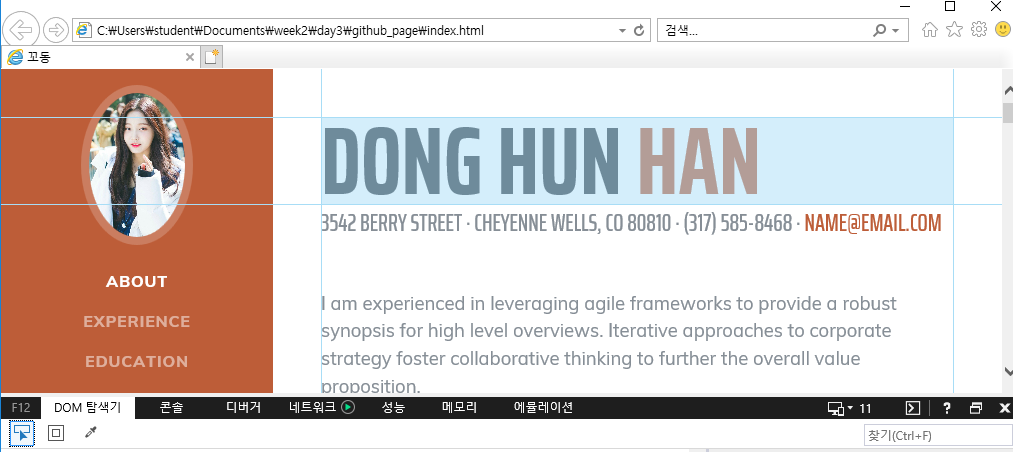 C:₩Users₩student₩Documents₩week2₩day3₩github_page₩index.html
검색...
꼬동
ABOUT
EXPERIENCE
EDUCATION
DONG HUN HAN
3542 BERRY STREET · CHEYENNE WELLS, CO 80810 · (317) 585-8468 · NAME@EMAIL.COM
I am experienced in leveraging agile frameworks to provide a robust
synopsis for high level overviews. Iterative approaches to corporate
strategy foster collaborative thinking to further the overall value
proposition.
F12 DOM 탐색기 콘솔 디버거 네트워크 성능 메모리 에뮬레이션 11
찾기(Ctrl+F)